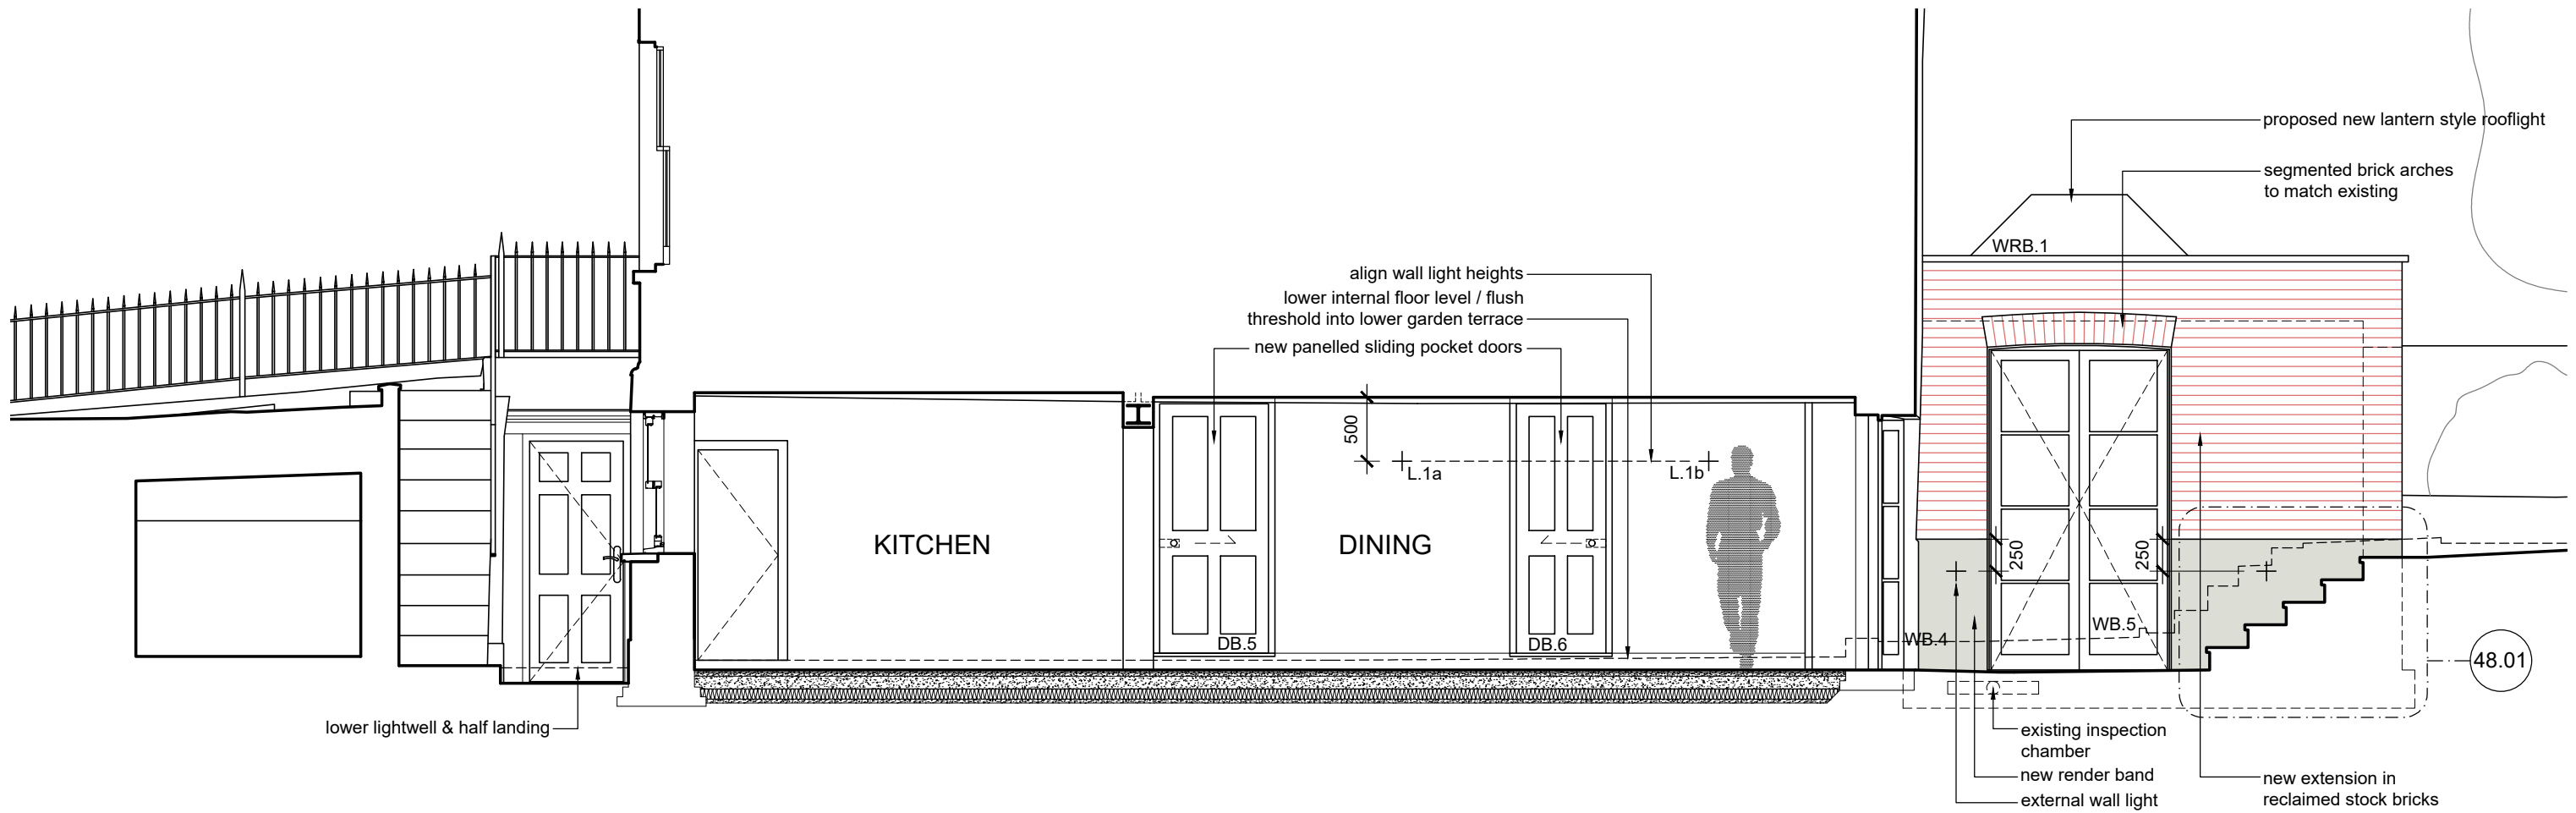 proposed new lantern style rooflight
segmented brick arches
to match existing
WRB.1
align wall light heights
lower internal floor level / flush
threshold into lower garden terrace
new panelled sliding pocket doors
500
L.1a
L.1b
KITCHEN
DINING
250
250
DB.5
DB.6
WB.4
WB.5
48.01
lower lightwell & half landing
existing inspection
chamber
new render band
external wall light
new extension in
reclaimed stock bricks